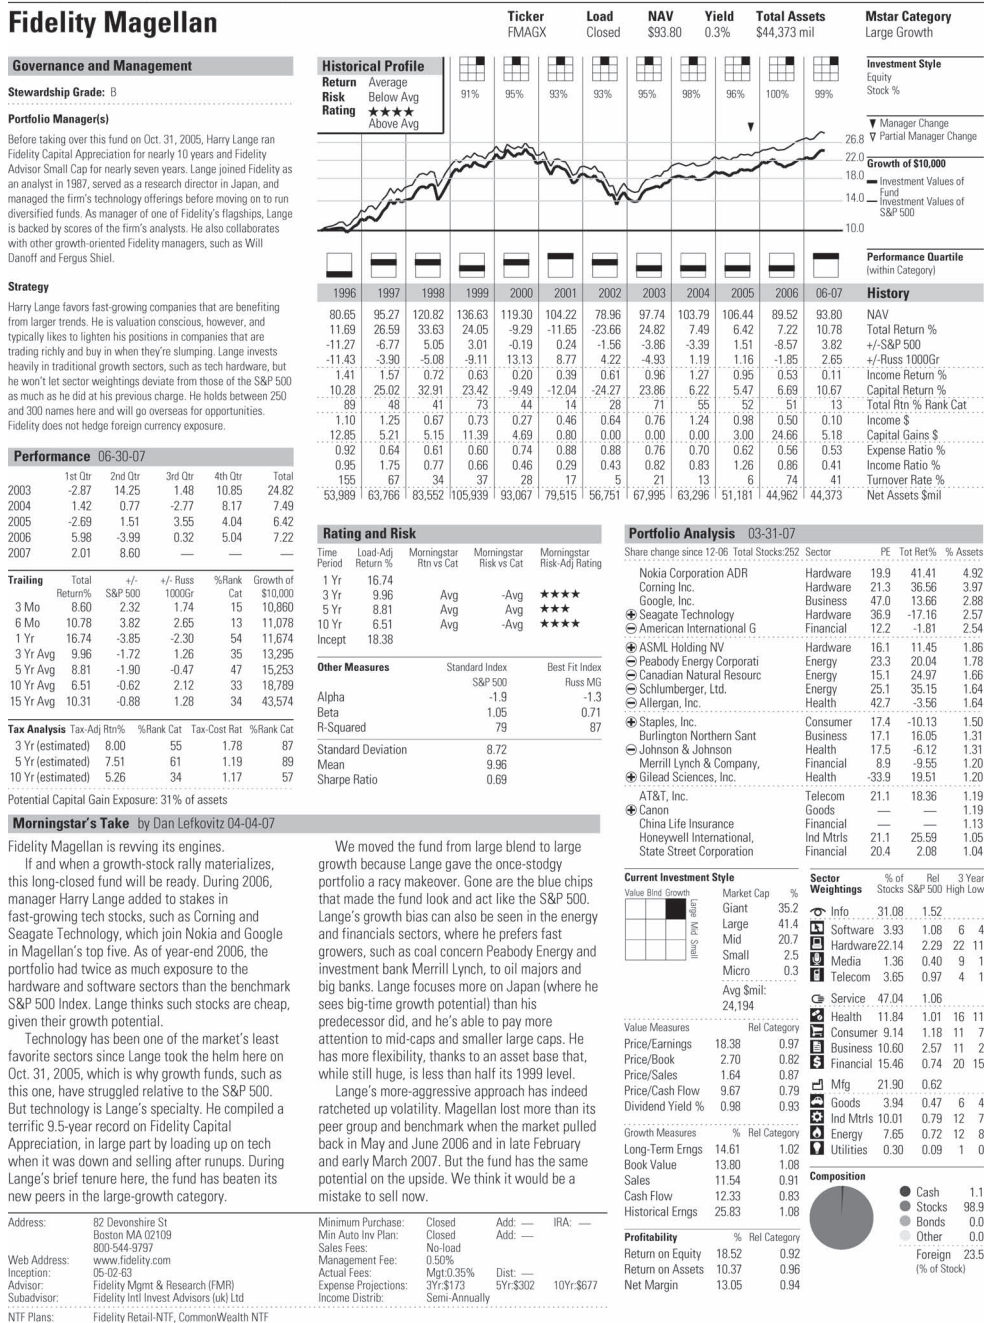 Fidelity Magellan
Ticker Load NAV Yield Total Assets Mstar Category
FMAGX Closed $93.80 0.3% $44,373 mil Large Growth
Governance and Management
Stewardship Grade: B
Portfolio Manager(s)
Before taking over this fund on Oct. 31, 2005, Harry Lange ran
Fidelity Capital Appreciation for nearly 10 years and Fidelity
Advisor Small Cap for nearly seven years. Lange joined Fidelity as
an analyst in 1987, served as a research director in Japan, and
managed the firm's technology offerings before moving on to run
diversified funds. As manager of one of Fidelity's flagships, Lange
is backed by scores of the firm's analysts. He also collaborates
with other growth-oriented Fidelity managers, such as Will
Danoff and Fergus Shiel.
Strategy
Harry Lange favors fast-growing companies that are benefiting
from larger trends. He is valuation conscious, however, and
typically likes to lighten his positions in companies that are
trading richly and buy in when they're slumping. Lange invests
heavily in traditional growth sectors, such as tech hardware, but
he won't let sector weightings deviate from those of the S&P 500
as much as he did at his previous charge. He holds between 250
and 300 names here and will go overseas for opportunities.
Fidelity does not hedge foreign currency exposure.
Historical Profile
Return Average
Risk Below Avg
Rating ★★★★
Above Avg
91% 95% 93% 93% 95% 98% 96% 100% 99%
Investment Style
Equity
Stock %
▼ Manager Change
▽ Partial Manager Change
26.8
22.0
18.0
14.0
10.0
Growth of $10,000
Investment Values of
Fund
Investment Values of
S&P 500
Performance Quartile
(within Category)
1996 1997 1998 1999 2000 2001 2002 2003 2004 2005 2006 06-07 History
80.65 95.27 120.82 136.63 119.30 104.22 78.96 97.74 103.79 106.44 89.52 93.80 NAV
11.69 26.59 33.63 24.05 -9.29 -11.65 -23.66 24.82 7.49 6.42 7.22 10.78 Total Return %
-11.27 -6.77 5.05 3.01 -0.19 0.24 -1.56 -3.86 -3.39 1.51 -8.57 3.82 +/-S&P 500
-11.43 -3.90 -5.08 -9.11 13.13 8.77 4.22 -4.93 1.19 1.16 -1.85 2.65 +/-Russ 1000Gr
1.41 1.57 0.72 0.63 0.20 0.39 0.61 0.96 1.27 0.95 0.53 0.11 Income Return %
10.28 25.02 32.91 23.42 -9.49 -12.04 -24.27 23.86 6.22 5.47 6.69 10.67 Capital Return %
89 48 41 73 44 14 28 71 55 52 51 13 Total Rtn % Rank Cat
1.10 1.25 0.67 0.73 0.27 0.46 0.64 0.76 1.24 0.98 0.50 0.10 Income $
12.85 5.21 5.15 11.39 4.69 0.80 0.00 0.00 0.00 3.00 24.66 5.18 Capital Gains $
0.92 0.64 0.61 0.60 0.74 0.88 0.88 0.76 0.70 0.62 0.56 0.53 Expense Ratio %
0.95 1.75 0.77 0.66 0.46 0.29 0.43 0.82 0.83 1.26 0.86 0.41 Income Ratio %
155 67 34 37 28 17 5 21 13 6 74 41 Turnover Rate %
53,989 63,766 83,552 105,939 93,067 79,515 56,751 67,995 63,296 51,181 44,962 44,373 Net Assets $mil
Performance 06-30-07
1st Qtr 2nd Qtr 3rd Qtr 4th Qtr Total
2003 -2.87 14.25 1.48 10.85 24.82
2004 1.42 0.77 -2.77 8.17 7.49
2005 -2.69 1.51 3.55 4.04 6.42
2006 5.98 -3.99 0.32 5.04 7.22
2007 2.01 8.60 — — —
Trailing Total +/- +/- Russ %Rank Growth of
Return% S&P 500 1000Gr Cat $10,000
3 Mo 8.60 2.32 1.74 15 10,860
6 Mo 10.78 3.82 2.65 13 11,078
1 Yr 16.74 -3.85 -2.30 54 11,674
3 Yr Avg 9.96 -1.72 1.26 35 13,295
5 Yr Avg 8.81 -1.90 -0.47 47 15,253
10 Yr Avg 6.51 -0.62 2.12 33 18,789
15 Yr Avg 10.31 -0.88 1.28 34 43,574
Tax Analysis Tax-Adj Rtn% %Rank Cat Tax-Cost Rat %Rank Cat
3 Yr (estimated) 8.00 55 1.78 87
5 Yr (estimated) 7.51 61 1.19 89
10 Yr (estimated) 5.26 34 1.17 57
Potential Capital Gain Exposure: 31% of assets
Rating and Risk
Time Load-Adj Morningstar Morningstar Morningstar
Period Return % Rtn vs Cat Risk vs Cat Risk-Adj Rating
1 Yr 16.74
3 Yr 9.96 Avg -Avg ★★★★
5 Yr 8.81 Avg -Avg ★★★
10 Yr 6.51 Avg -Avg ★★★★
Incept 18.38
Other Measures Standard Index Best Fit Index
S&P 500 Russ MG
Alpha -1.9 -1.3
Beta 1.05 0.71
R-Squared 79 87
Standard Deviation 8.72
Mean 9.96
Sharpe Ratio 0.69
Portfolio Analysis 03-31-07
Share change since 12-06 Total Stocks:252 Sector PE Tot Ret% % Assets
Nokia Corporation ADR Hardware 19.9 41.41 4.92
Corning Inc. Hardware 21.3 36.56 3.97
Google, Inc. Business 47.0 13.66 2.88
⊕ Seagate Technology Hardware 36.9 -17.16 2.57
⊖ American International G Financial 12.2 -1.81 2.54
⊕ ASML Holding NV Hardware 16.1 11.45 1.86
⊖ Peabody Energy Corporati Energy 23.3 20.04 1.78
⊖ Canadian Natural Resourc Energy 15.1 24.97 1.66
⊖ Schlumberger, Ltd. Energy 25.1 35.15 1.64
⊖ Allergan, Inc. Health 42.7 -3.56 1.64
⊕ Staples, Inc. Consumer 17.4 -10.13 1.50
Burlington Northern Sant Business 17.1 16.05 1.31
⊖ Johnson & Johnson Health 17.5 -6.12 1.31
Merrill Lynch & Company, Financial 8.9 -9.55 1.20
⊕ Gilead Sciences, Inc. Health -33.9 19.51 1.20
AT&T, Inc. Telecom 21.1 18.36 1.19
⊕ Canon Goods — — 1.19
China Life Insurance Financial — — 1.13
Honeywell International, Ind Mtrls 21.1 25.59 1.05
State Street Corporation Financial 20.4 2.08 1.04
Morningstar's Take by Dan Lefkovitz 04-04-07
Fidelity Magellan is revving its engines.
If and when a growth-stock rally materializes,
this long-closed fund will be ready. During 2006,
manager Harry Lange added to stakes in
fast-growing tech stocks, such as Corning and
Seagate Technology, which join Nokia and Google
in Magellan's top five. As of year-end 2006, the
portfolio had twice as much exposure to the
hardware and software sectors than the benchmark
S&P 500 Index. Lange thinks such stocks are cheap,
given their growth potential.
Technology has been one of the market's least
favorite sectors since Lange took the helm here on
Oct. 31, 2005, which is why growth funds, such as
this one, have struggled relative to the S&P 500.
But technology is Lange's specialty. He compiled a
terrific 9.5-year record on Fidelity Capital
Appreciation, in large part by loading up on tech
when it was down and selling after runups. During
Lange's brief tenure here, the fund has beaten its
new peers in the large-growth category.
We moved the fund from large blend to large
growth because Lange gave the once-stodgy
portfolio a racy makeover. Gone are the blue chips
that made the fund look and act like the S&P 500.
Lange's growth bias can also be seen in the energy
and financials sectors, where he prefers fast
growers, such as coal concern Peabody Energy and
investment bank Merrill Lynch, to oil majors and
big banks. Lange focuses more on Japan (where he
sees big-time growth potential) than his
predecessor did, and he's able to pay more
attention to mid-caps and smaller large caps. He
has more flexibility, thanks to an asset base that,
while still huge, is less than half its 1999 level.
Lange's more-aggressive approach has indeed
ratcheted up volatility. Magellan lost more than its
peer group and benchmark when the market pulled
back in May and June 2006 and in late February
and early March 2007. But the fund has the same
potential on the upside. We think it would be a
mistake to sell now.
Current Investment Style
Value Blnd Growth
Large Mid Small
Market Cap %
Giant 35.2
Large 41.4
Mid 20.7
Small 2.5
Micro 0.3
Avg $mil:
24,194
Value Measures Rel Category
Price/Earnings 18.38 0.97
Price/Book 2.70 0.82
Price/Sales 1.64 0.87
Price/Cash Flow 9.67 0.79
Dividend Yield % 0.98 0.93
Growth Measures % Rel Category
Long-Term Erngs 14.61 1.02
Book Value 13.80 1.08
Sales 11.54 0.91
Cash Flow 12.33 0.83
Historical Erngs 25.83 1.08
Profitability % Rel Category
Return on Equity 18.52 0.92
Return on Assets 10.37 0.96
Net Margin 13.05 0.94
Sector % of Rel 3 Year
Weightings Stocks S&P 500 High Low
Info 31.08 1.52
Software 3.93 1.08 6 4
Hardware 22.14 2.29 22 11
Media 1.36 0.40 9 1
Telecom 3.65 0.97 4 1
Service 47.04 1.06
Health 11.84 1.01 16 11
Consumer 9.14 1.18 11 7
Business 10.60 2.57 11 2
Financial 15.46 0.74 20 15
Mfg 21.90 0.62
Goods 3.94 0.47 6 4
Ind Mtrls 10.01 0.79 12 7
Energy 7.65 0.72 12 8
Utilities 0.30 0.09 1 0
Composition
Cash 1.1
Stocks 98.9
Bonds 0.0
Other 0.0
Foreign 23.5
(% of Stock)
Address: 82 Devonshire St
Boston MA 02109
800-544-9797
Web Address: www.fidelity.com
Inception: 05-02-63
Advisor: Fidelity Mgmt & Research (FMR)
Subadvisor: Fidelity Intl Invest Advisors (uk) Ltd
NTF Plans: Fidelity Retail-NTF, CommonWealth NTF
Minimum Purchase: Closed Add: — IRA: —
Min Auto Inv Plan: Closed Add: —
Sales Fees: No-load
Management Fee: 0.50%
Actual Fees: Mgt:0.35% Dist: —
Expense Projections: 3Yr:$173 5Yr:$302 10Yr:$677
Income Distrib: Semi-Annually